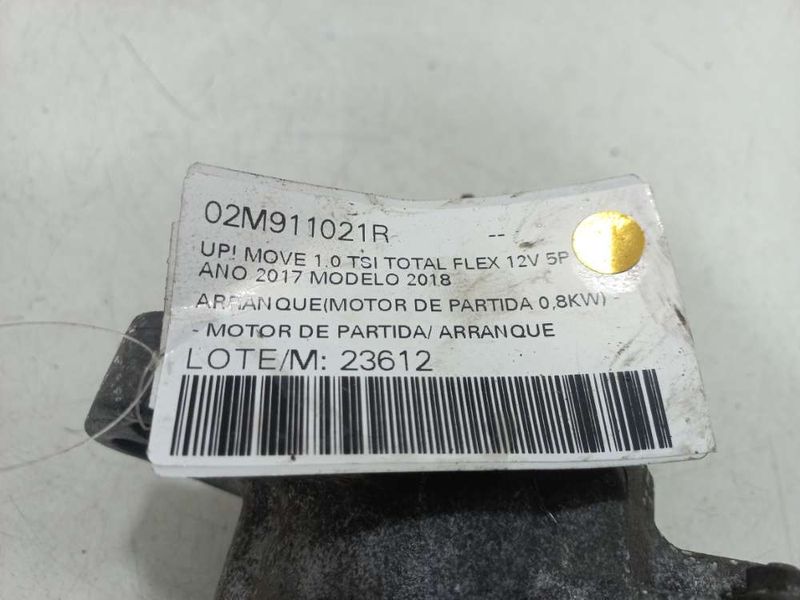 02M911021R --
UP! MOVE 1.0 TSI TOTAL FLEX 12V 5P
ANO 2017 MODELO 2018
ARRANQUE(MOTOR DE PARTIDA 0,8KW) -
- MOTOR DE PARTIDA/ ARRANQUE
LOTE/M: 23612